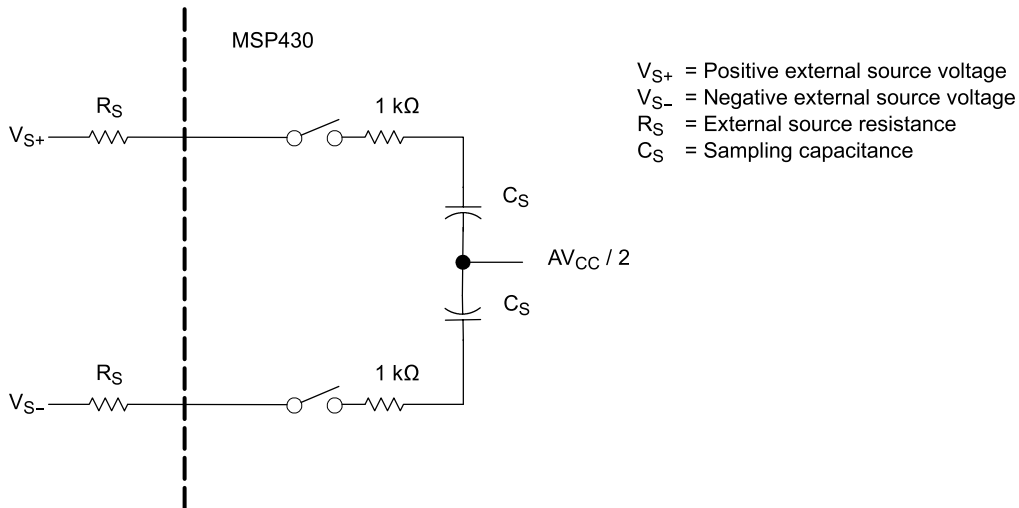 MSP430
V_S+ = Positive external source voltage
V_S– = Negative external source voltage
R_S = External source resistance
C_S = Sampling capacitance
R_S
1 kΩ
V_S+
C_S
AV_CC / 2
C_S
R_S
1 kΩ
V_S–